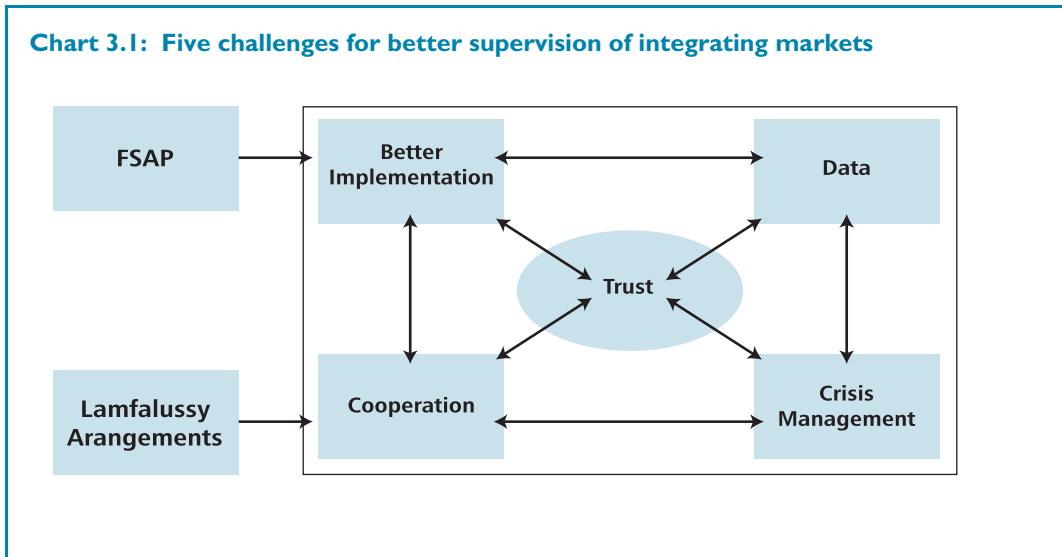 Chart 3.1: Five challenges for better supervision of integrating markets
FSAP
Better
Implementation
Data
Trust
Lamfalussy
Arangements
Cooperation
Crisis
Management